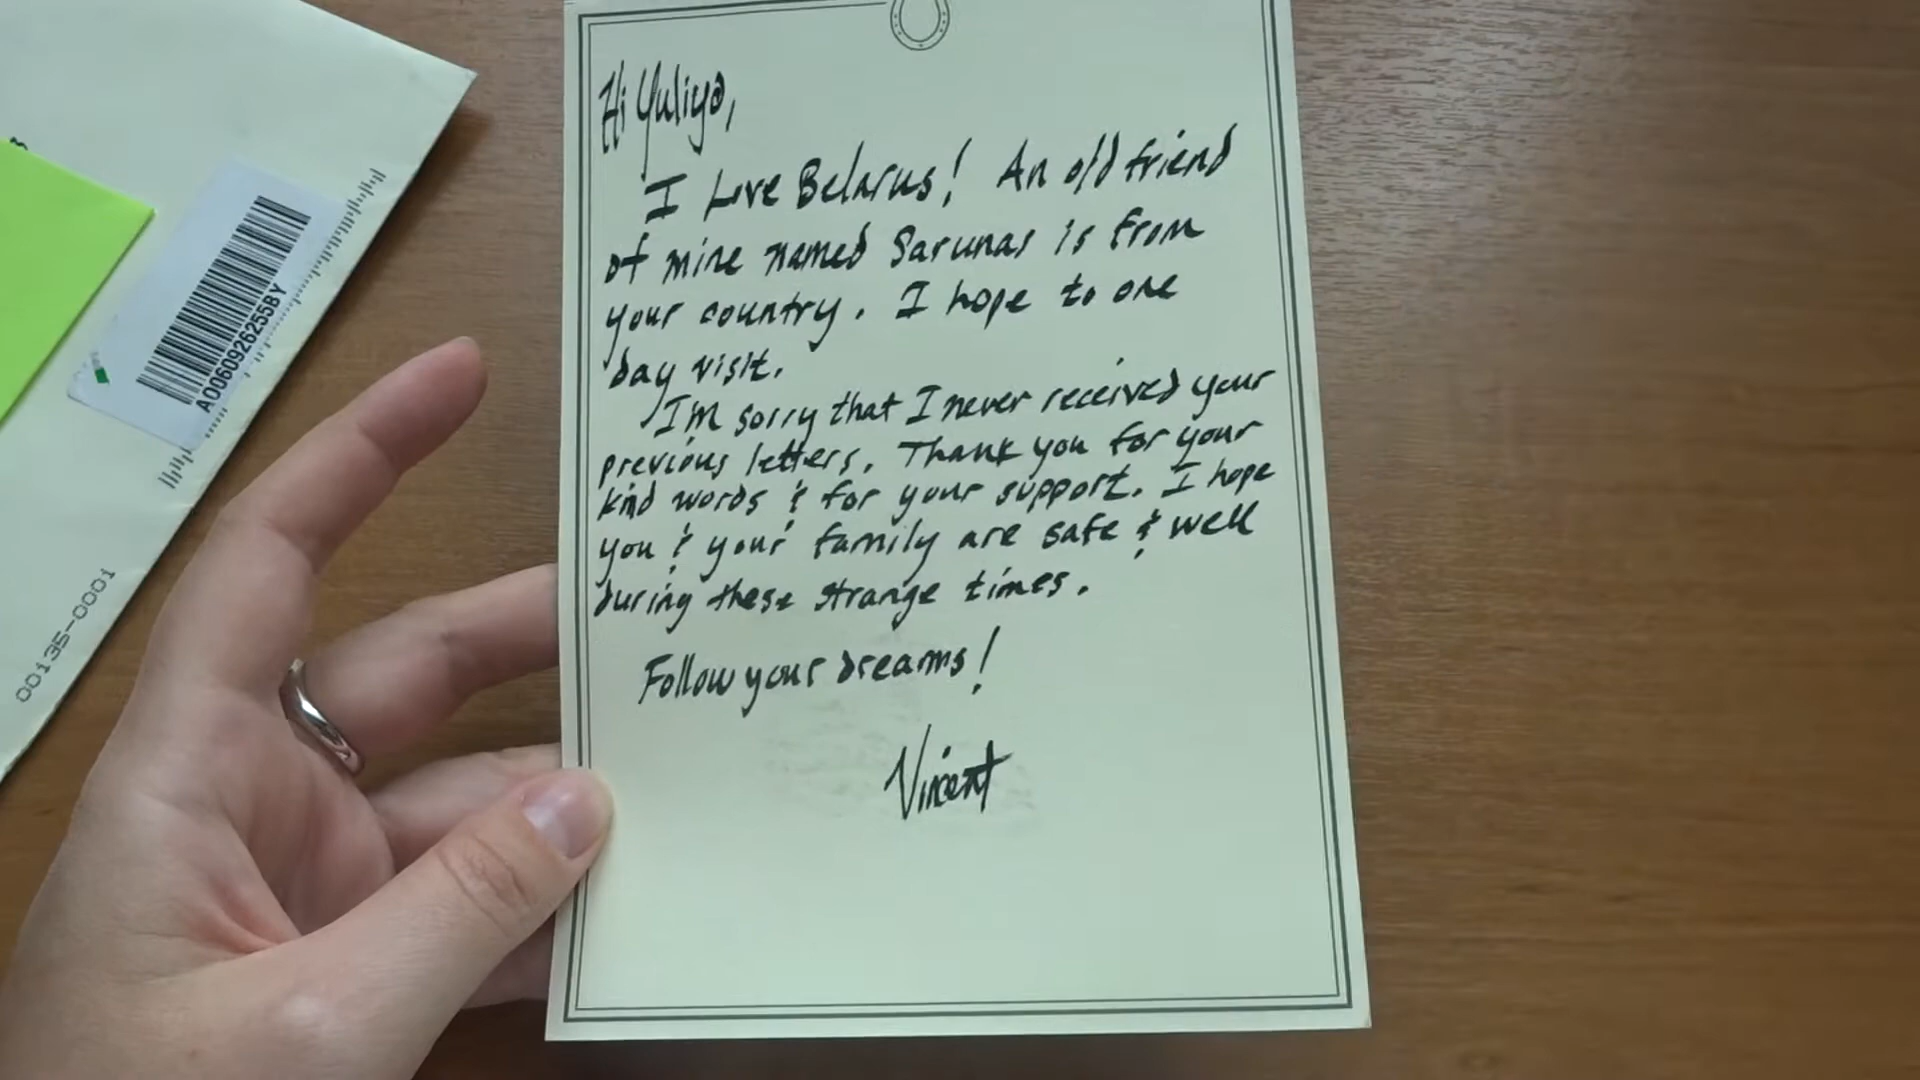 Hi Yuliya,
I Love Belarus! An old friend
of mine named Sarunas is from
your country. I hope to one
day visit.
I'm sorry that I never received your
previous letters. Thank you for your
kind words & for your support. I hope
you & your family are safe & well
during these strange times.
Follow your dreams!
Vincent
A0060926255BY
00135-0001